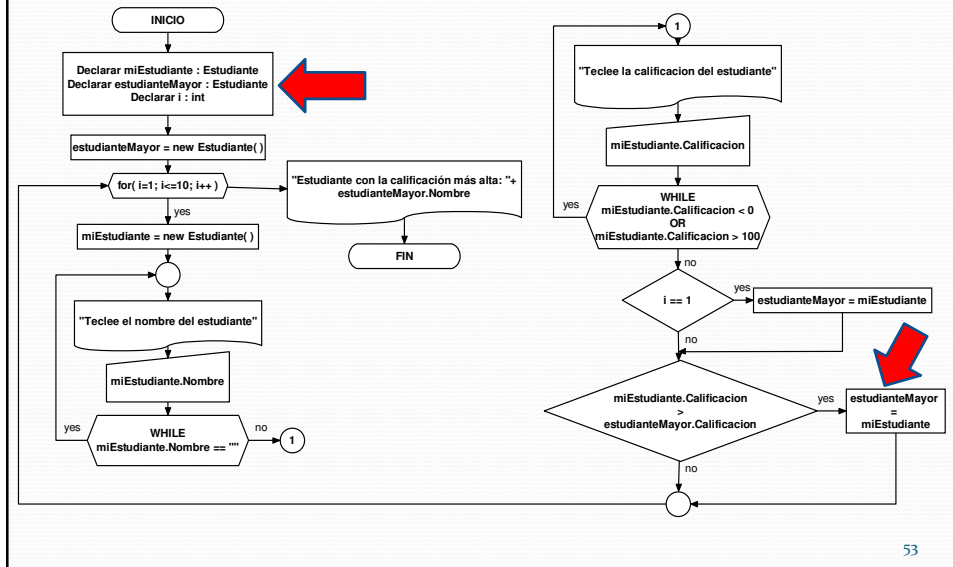 INICIO
Declarar miEstudiante : Estudiante
Declarar estudianteMayor : Estudiante
Declarar i : int
estudianteMayor = new Estudiante( )
for( i=1; i<=10; i++ )
"Estudiante con la calificación más alta: "+
estudianteMayor.Nombre
FIN
yes
miEstudiante = new Estudiante( )
"Teclee el nombre del estudiante"
miEstudiante.Nombre
yes
WHILE
miEstudiante.Nombre == ""
no
1
1
"Teclee la calificacion del estudiante"
miEstudiante.Calificacion
yes
WHILE
miEstudiante.Calificacion < 0
OR
miEstudiante.Calificacion > 100
no
i == 1
yes
estudianteMayor = miEstudiante
no
miEstudiante.Calificacion
>
estudianteMayor.Calificacion
yes
estudianteMayor
=
miEstudiante
no
53